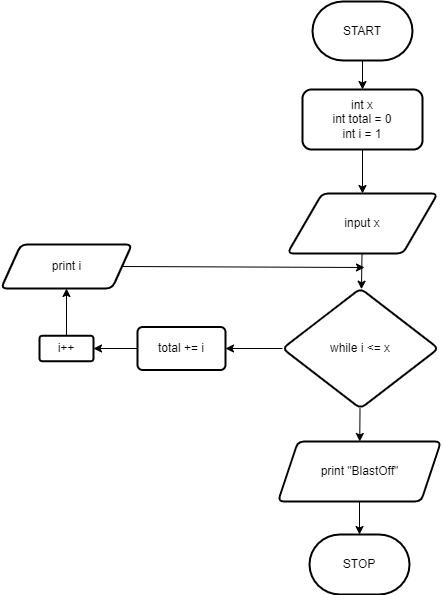 START
int x
int total = 0
int i = 1
input x
print i
while i <= x
total += i
i++
print "BlastOff"
STOP